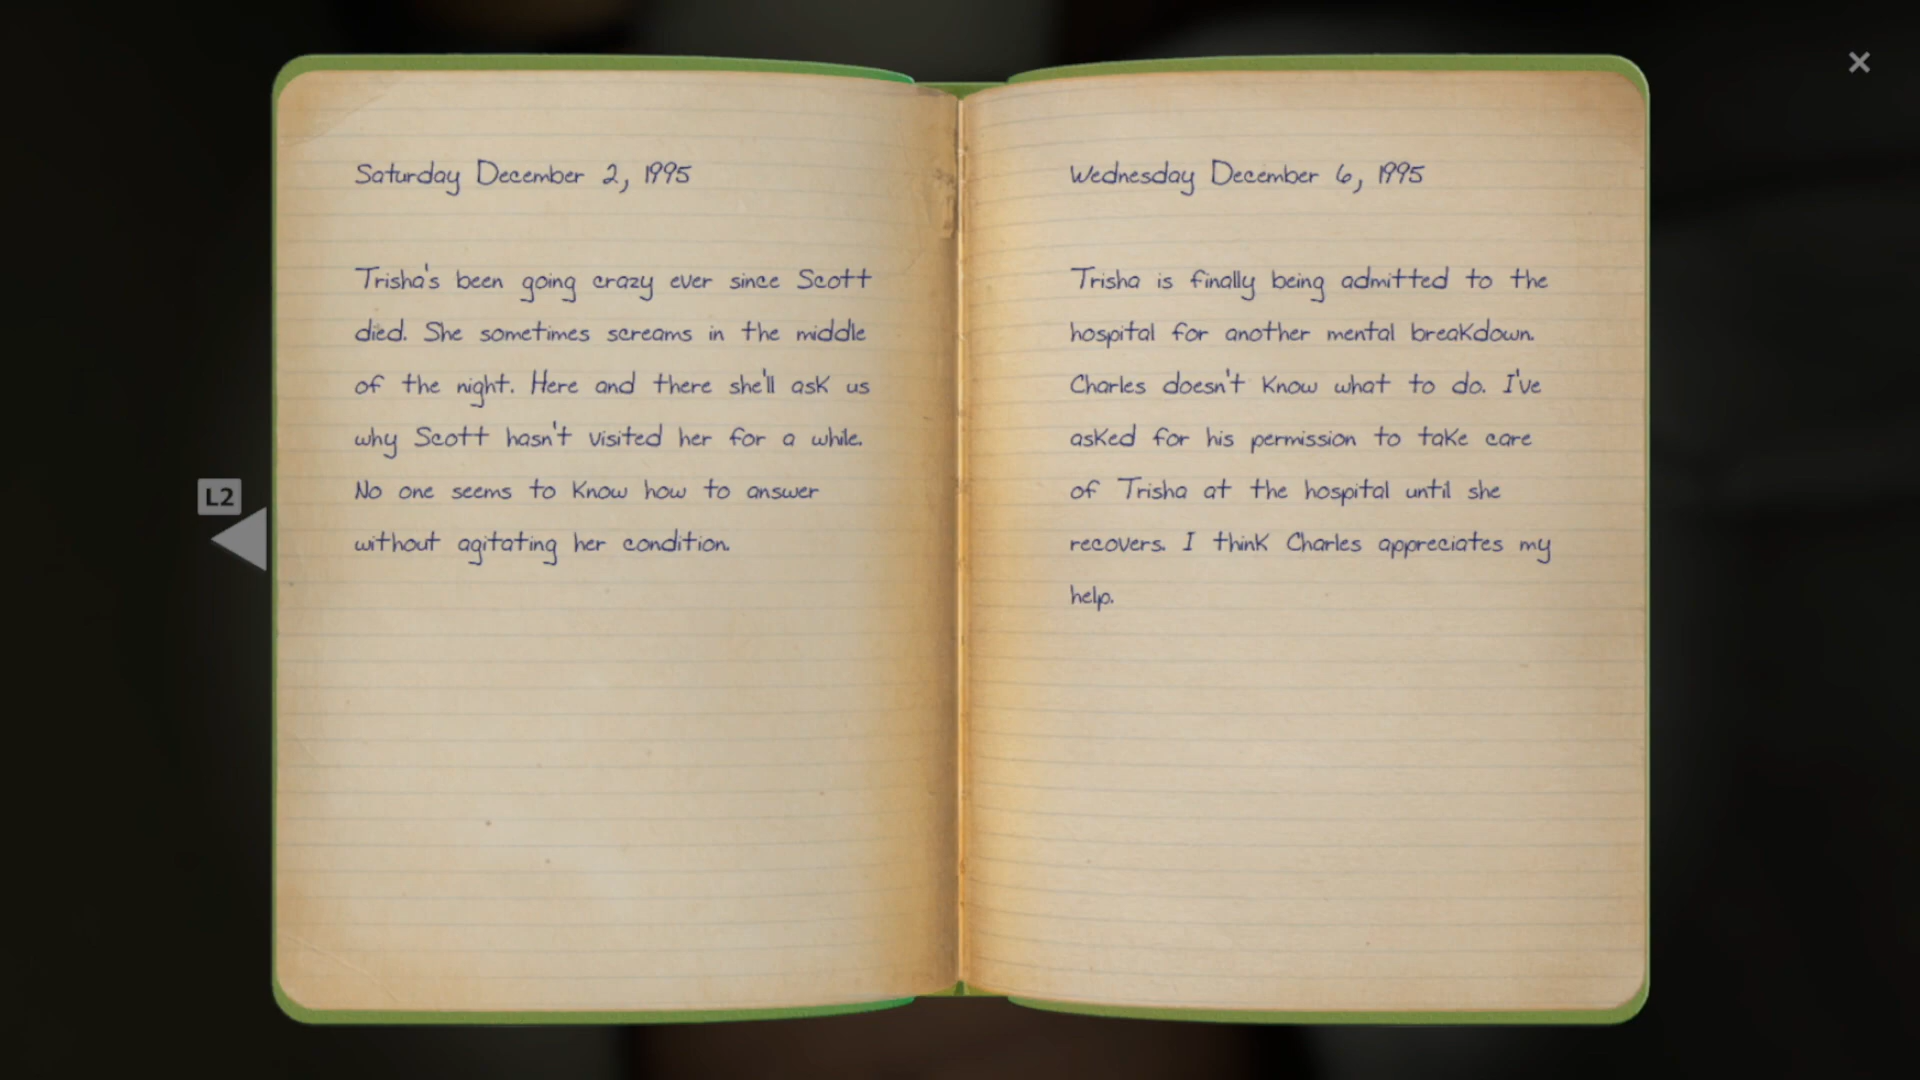 Saturday December 2, 1995
Trisha's been going crazy ever since Scott
died. She sometimes screams in the middle
of the night. Here and there she'll ask us
why Scott hasn't visited her for a while.
No one seems to know how to answer
without agitating her condition.
Wednesday December 6, 1995
Trisha is finally being admitted to the
hospital for another mental breakdown.
Charles doesn't know what to do. I've
asked for his permission to take care
of Trisha at the hospital until she
recovers. I think Charles appreciates my
help.
L2